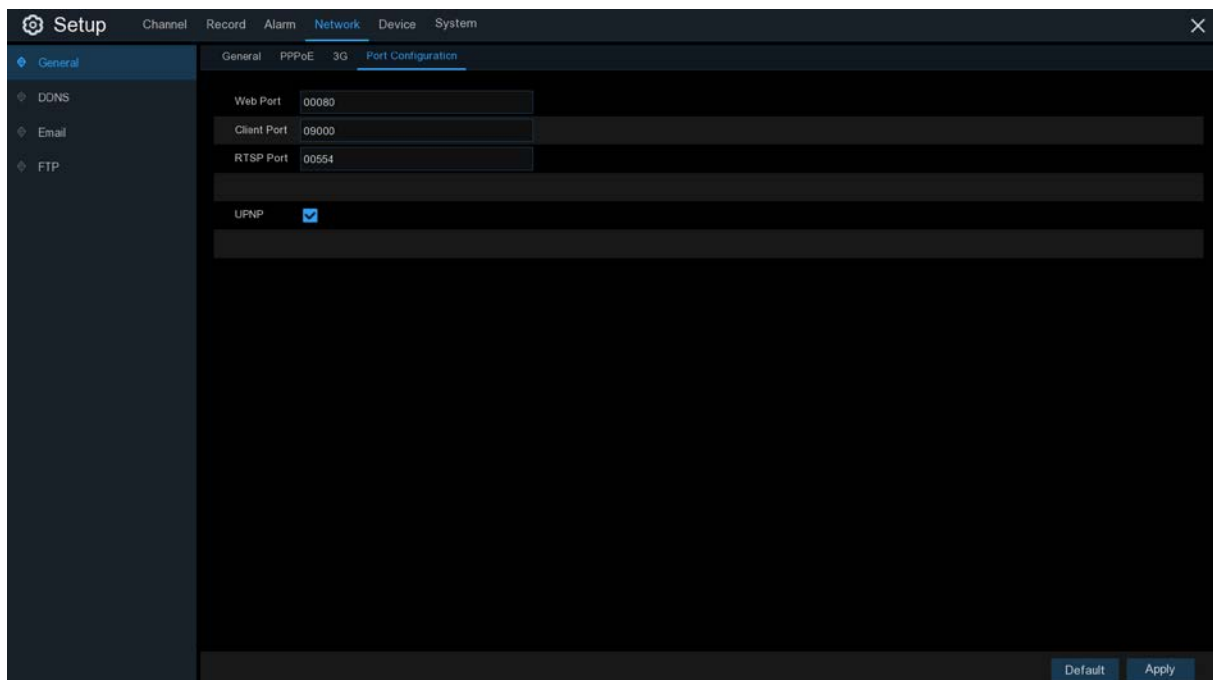 Setup Channel Record Alarm Network Device System
General PPPoE 3G Port Configuration
General
DDNS
Email
FTP
Web Port 00080
Client Port 09000
RTSP Port 00554
UPNP
Default Apply